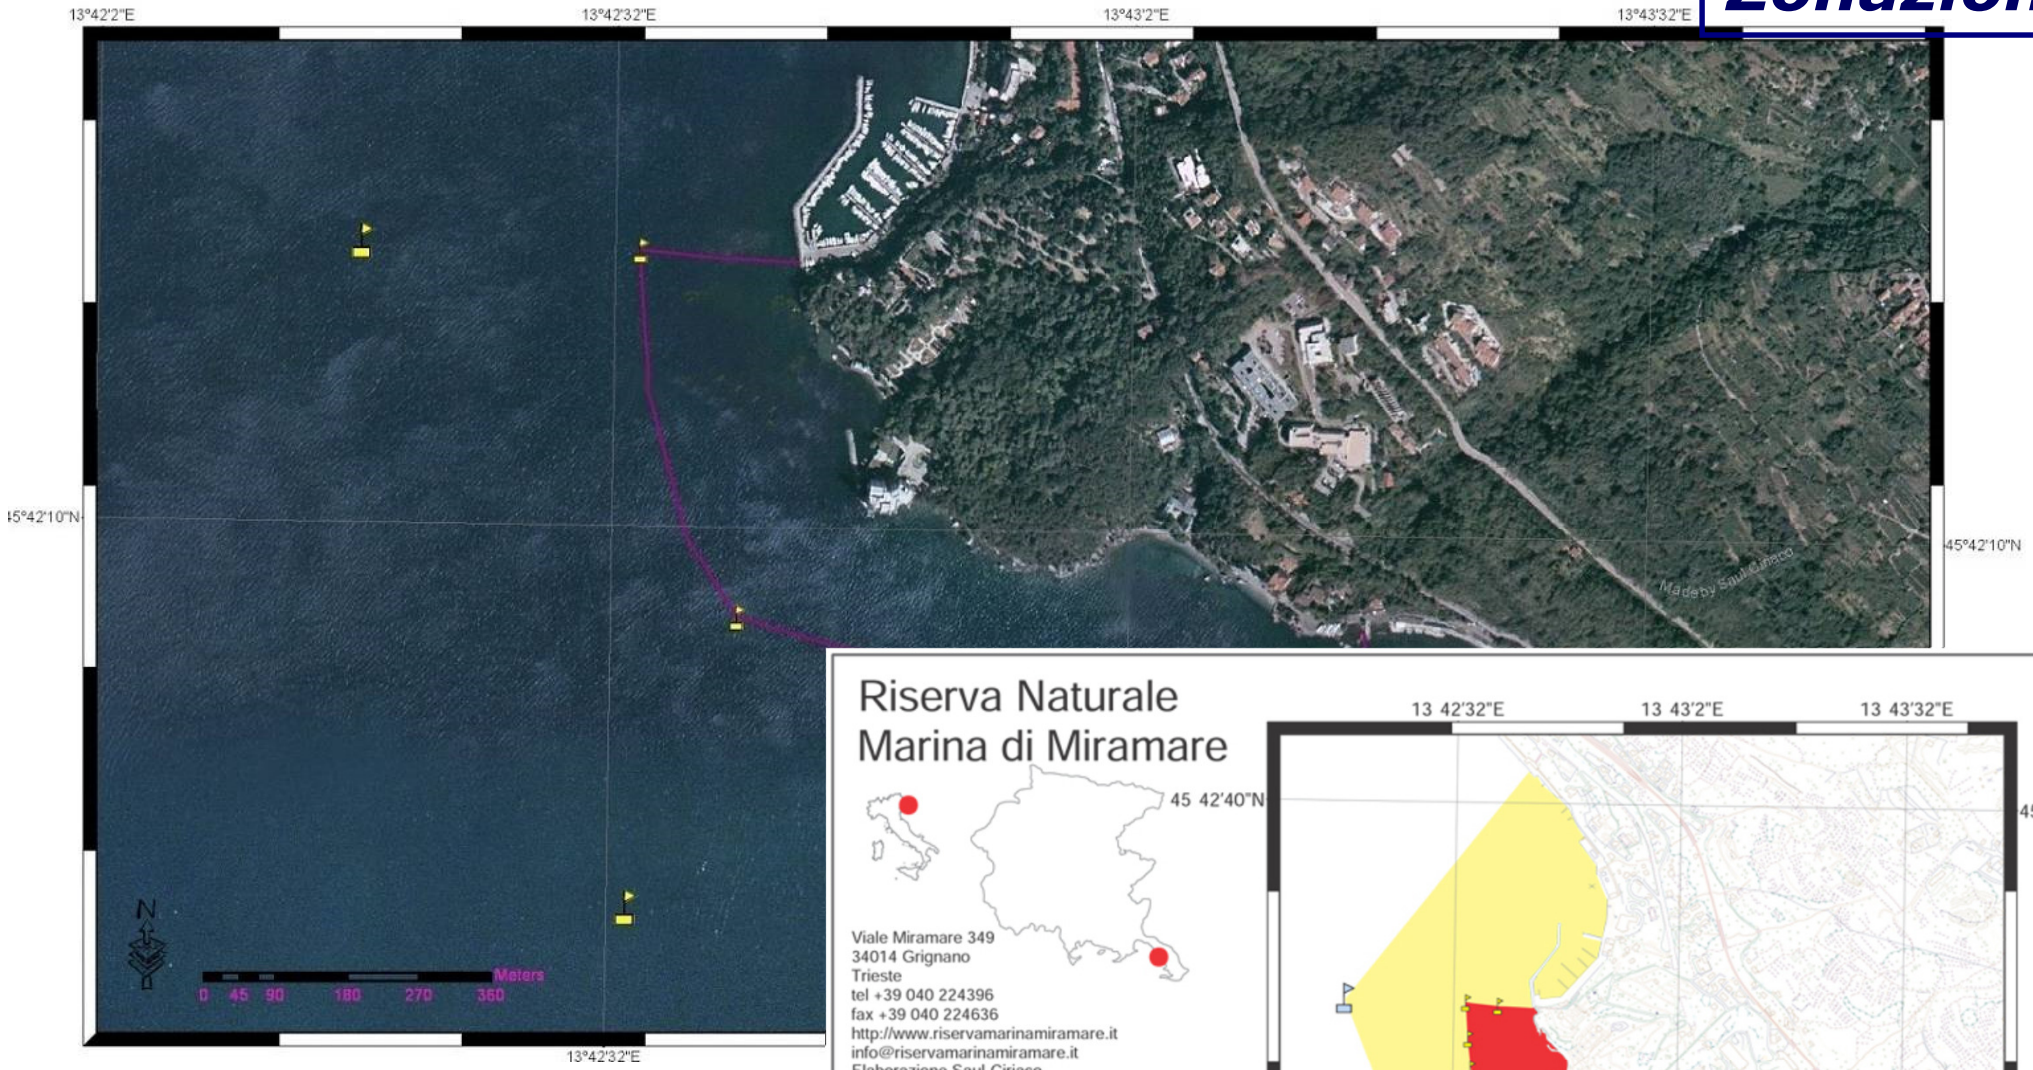 13°42'2"E
13°42'32"E
13°43'2"E
13°43'32"E
45°42'10"N
45°42'10"N
Made by Saul Ciriaco
N
Meters
0 45 90 180 270 360
13°42'32"E
Riserva Naturale
Marina di Miramare
13 42'32"E
13 43'2"E
13 43'32"E
45 42'40"N
Viale Miramare 349
34014 Grignano
Trieste
tel +39 040 224396
fax +39 040 224636
http://www.riservamarinamiramare.it
info@riservamarinamiramare.it
Elaborazione Saul Ciriaco